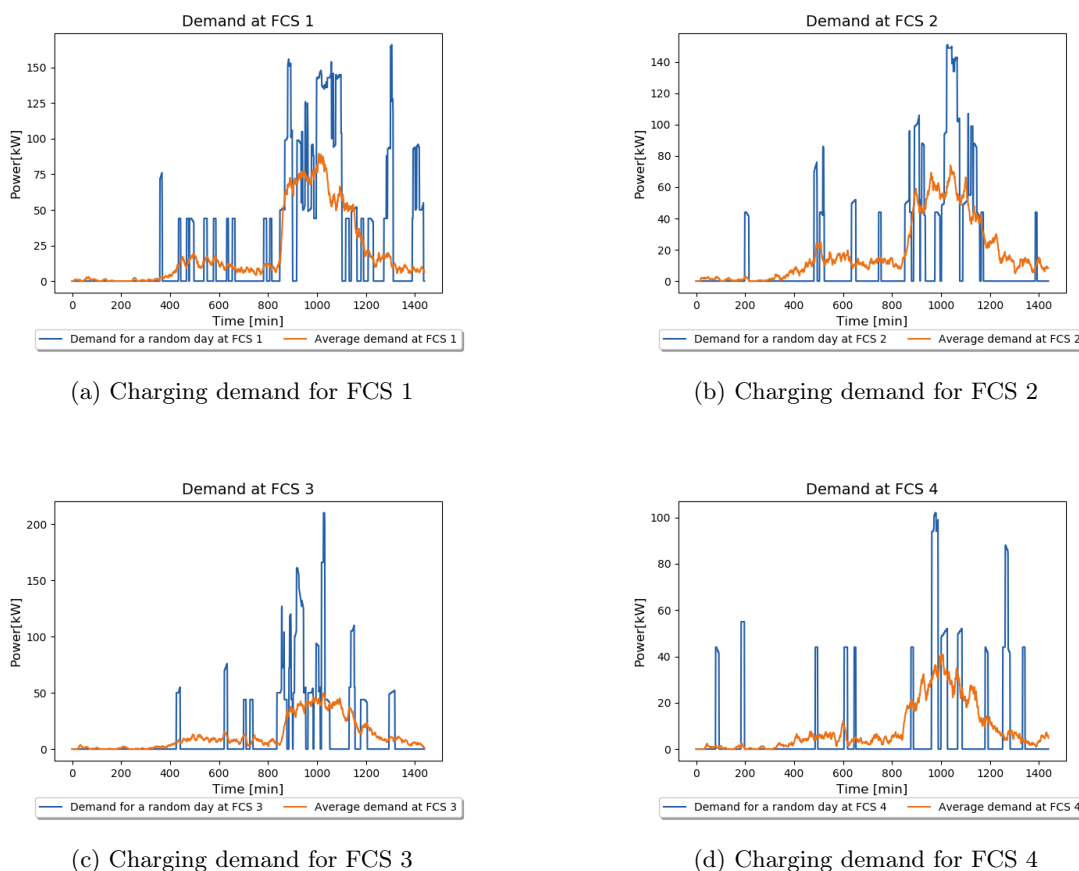 Demand at FCS 1
Power[kW]
150
125
100
75
50
25
0
0 200 400 600 800 1000 1200 1400
Time [min]
Demand for a random day at FCS 1 Average demand at FCS 1
(a) Charging demand for FCS 1
Demand at FCS 2
Power[kW]
140
120
100
80
60
40
20
0
0 200 400 600 800 1000 1200 1400
Time [min]
Demand for a random day at FCS 2 Average demand at FCS 2
(b) Charging demand for FCS 2
Demand at FCS 3
Power[kW]
200
150
100
50
0
0 200 400 600 800 1000 1200 1400
Time [min]
Demand for a random day at FCS 3 Average demand at FCS 3
(c) Charging demand for FCS 3
Demand at FCS 4
Power[kW]
100
80
60
40
20
0
0 200 400 600 800 1000 1200 1400
Time [min]
Demand for a random day at FCS 4 Average demand at FCS 4
(d) Charging demand for FCS 4